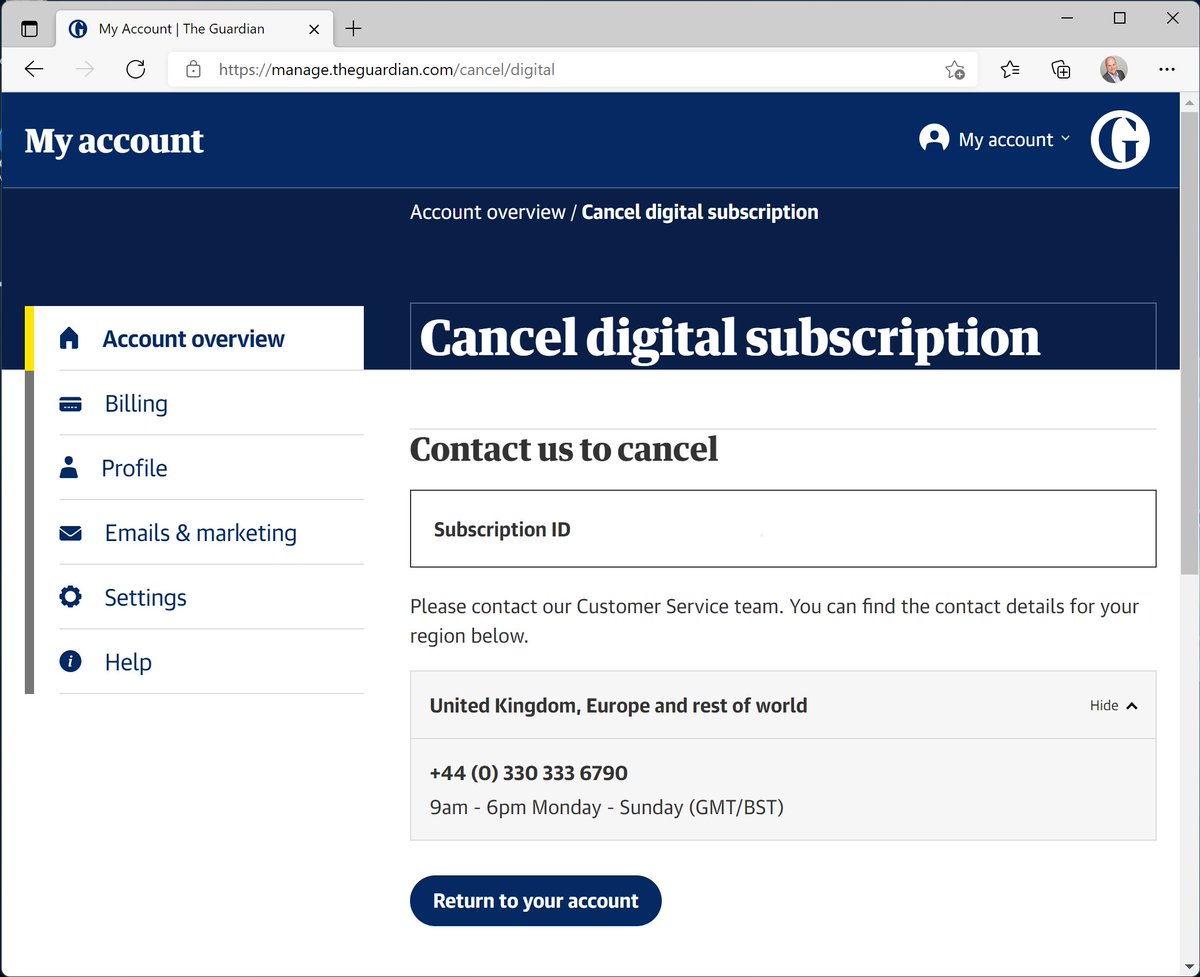 My Account | The Guardian
https://manage.theguardian.com/cancel/digital
My account
My account
G
Account overview / Cancel digital subscription
Cancel digital subscription
Account overview
Billing
Profile
Emails & marketing
Settings
Help
Contact us to cancel
Subscription ID
Please contact our Customer Service team. You can find the contact details for your
region below.
United Kingdom, Europe and rest of world
Hide
+44 (0) 330 333 6790
9am - 6pm Monday - Sunday (GMT/BST)
Return to your account